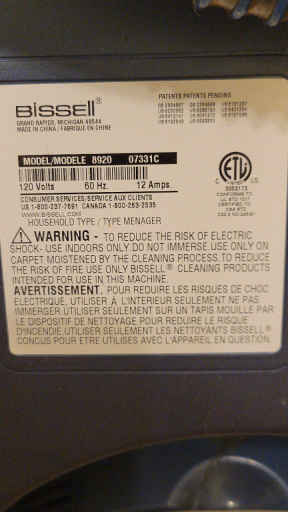 BISSELL®
GRAND RAPIDS, MICHIGAN 49544
MADE IN CHINA / FABRIQUE EN CHINE
PATENTS PATENTS PENDING
MODEL/MODELE 8920 07331C
120 Volts 60 Hz. 12 Amps
CONSUMER SERVICES/SERVICE AUX CLIENTS
US 1-800-237-7691 CANADA 1-800-263-2535
WWW.BISSELL.COM
HOUSEHOLD TYPE / TYPE MENAGER
ETL
C US
CONFORMS TO
CERTIFIED TO
WARNING - TO REDUCE THE RISK OF ELECTRIC
SHOCK- USE INDOORS ONLY DO NOT IMMERSE USE ONLY ON
CARPET MOISTENED BY THE CLEANING PROCESS. TO REDUCE
THE RISK OF FIRE USE ONLY BISSELL® CLEANING PRODUCTS
INTENDED FOR USE IN THIS MACHINE.
AVERTISSEMENT. POUR REDUIRE LES RISQUES DE CHOC
ELECTRIQUE, UTILISER A L'INTERIEUR SEULEMENT NE PAS
IMMERGER UTILISER SEULEMENT SUR UN TAPIS MOUILLE PAR
LE DISPOSITIF DE NETTOYAGE POUR REDUIRE LE RISQUE
D'INCENDIE UTILISER SEULEMENT LES NETTOYANTS BISSELL®
CONCUS POUR ETRE UTILISES AVEC L'APPAREIL EN QUESTION.